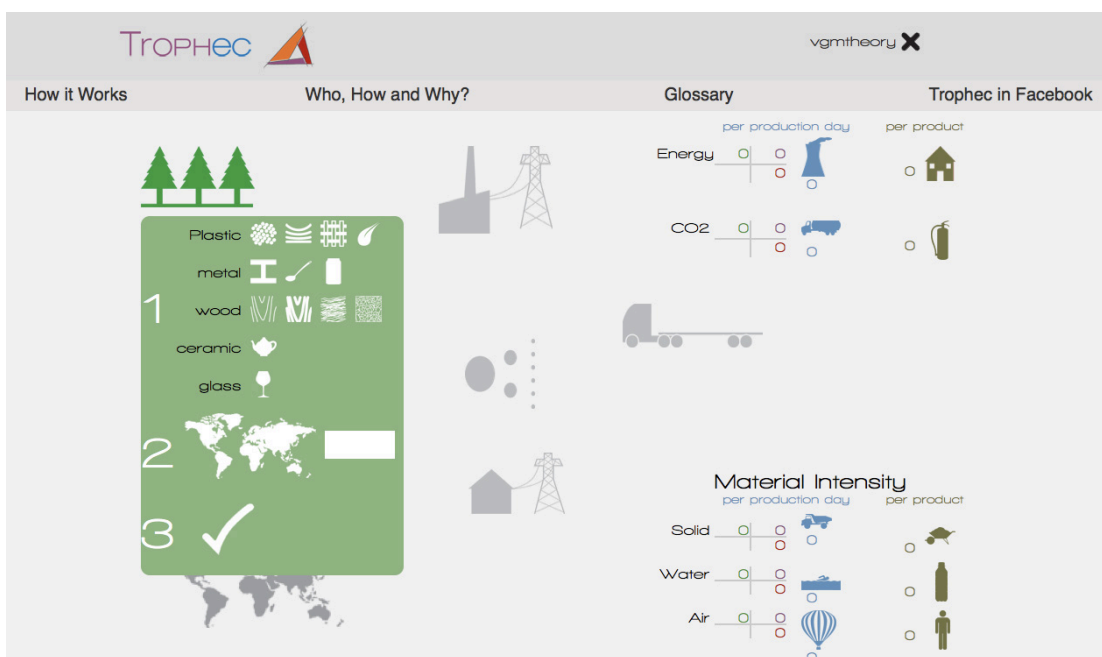 Trophec
vgmtheory
How it Works Who, How and Why? Glossary Trophec in Facebook
per production day per product
Energy 0 0
0
0
0
CO2 0 0
0
0
0
Plastic
metal
1
wood
ceramic
glass
2
3
Material Intensity
per production day per product
Solid 0 0
0
0
0
Water 0 0
0
0
0
Air 0 0
0
0
0